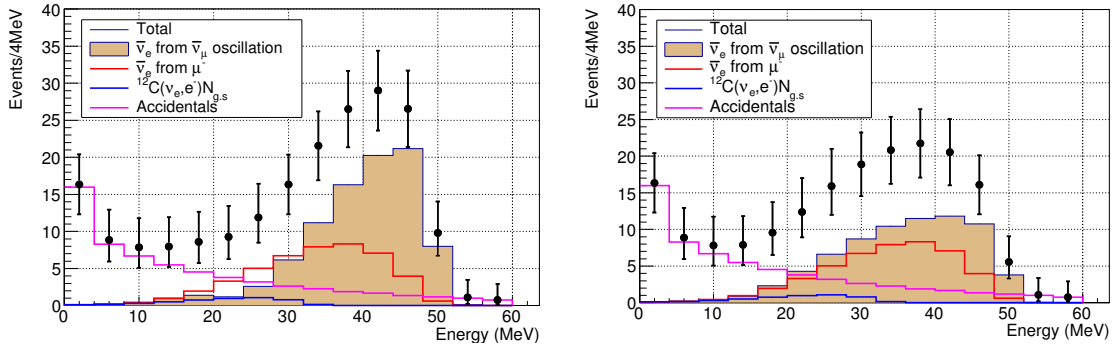 Events/4MeV
40
35
30
25
20
15
10
5
0
Total
ν̄e from ν̄μ oscillation
ν̄e from μ-
12C(νe,e-)Ng.s
Accidentals
0 10 20 30 40 50 60
Energy (MeV)
Events/4MeV
40
35
30
25
20
15
10
5
0
Total
ν̄e from ν̄μ oscillation
ν̄e from μ-
12C(νe,e-)Ng.s
Accidentals
0 10 20 30 40 50 60
Energy (MeV)